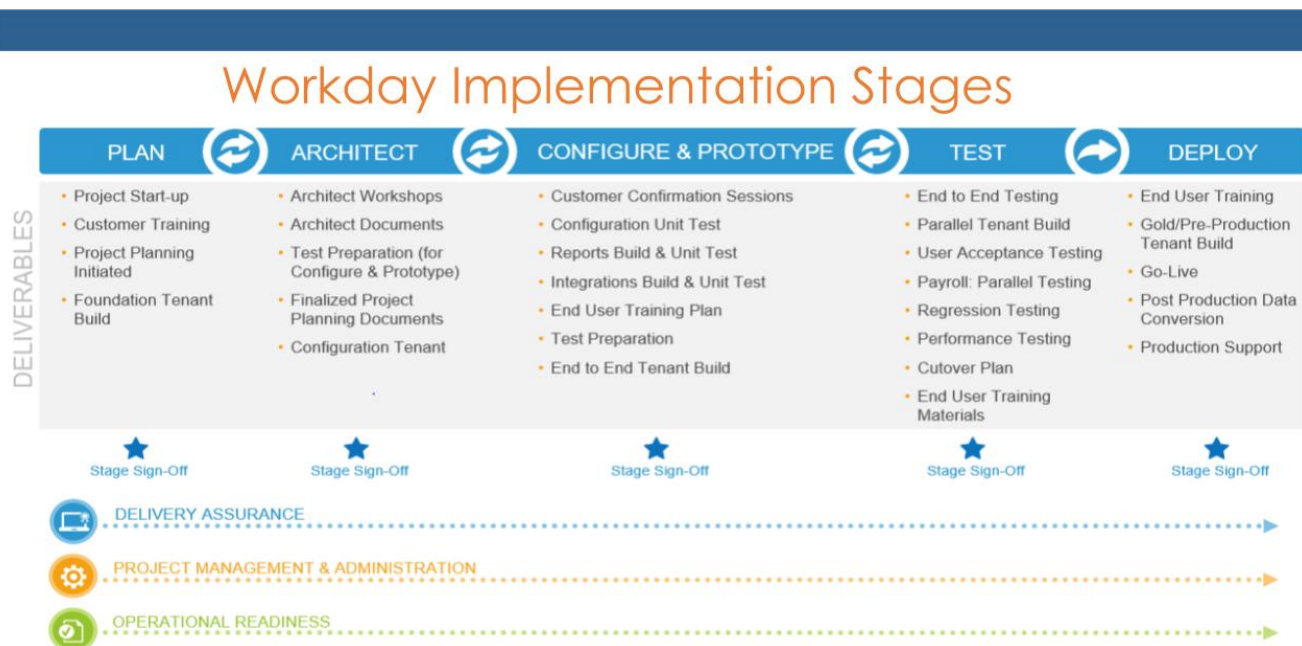 Workday Implementation Stages
PLAN
ARCHITECT
CONFIGURE & PROTOTYPE
TEST
DEPLOY
DELIVERABLES
• Project Start-up
• Customer Training
• Project Planning
Initiated
• Foundation Tenant
Build
• Architect Workshops
• Architect Documents
• Test Preparation (for
Configure & Prototype)
• Finalized Project
Planning Documents
• Configuration Tenant
• Customer Confirmation Sessions
• Configuration Unit Test
• Reports Build & Unit Test
• Integrations Build & Unit Test
• End User Training Plan
• Test Preparation
• End to End Tenant Build
• End to End Testing
• Parallel Tenant Build
• User Acceptance Testing
• Payroll: Parallel Testing
• Regression Testing
• Performance Testing
• Cutover Plan
• End User Training
Materials
• End User Training
• Gold/Pre-Production
Tenant Build
• Go-Live
• Post Production Data
Conversion
• Production Support
Stage Sign-Off
Stage Sign-Off
Stage Sign-Off
Stage Sign-Off
Stage Sign-Off
DELIVERY ASSURANCE
PROJECT MANAGEMENT & ADMINISTRATION
OPERATIONAL READINESS